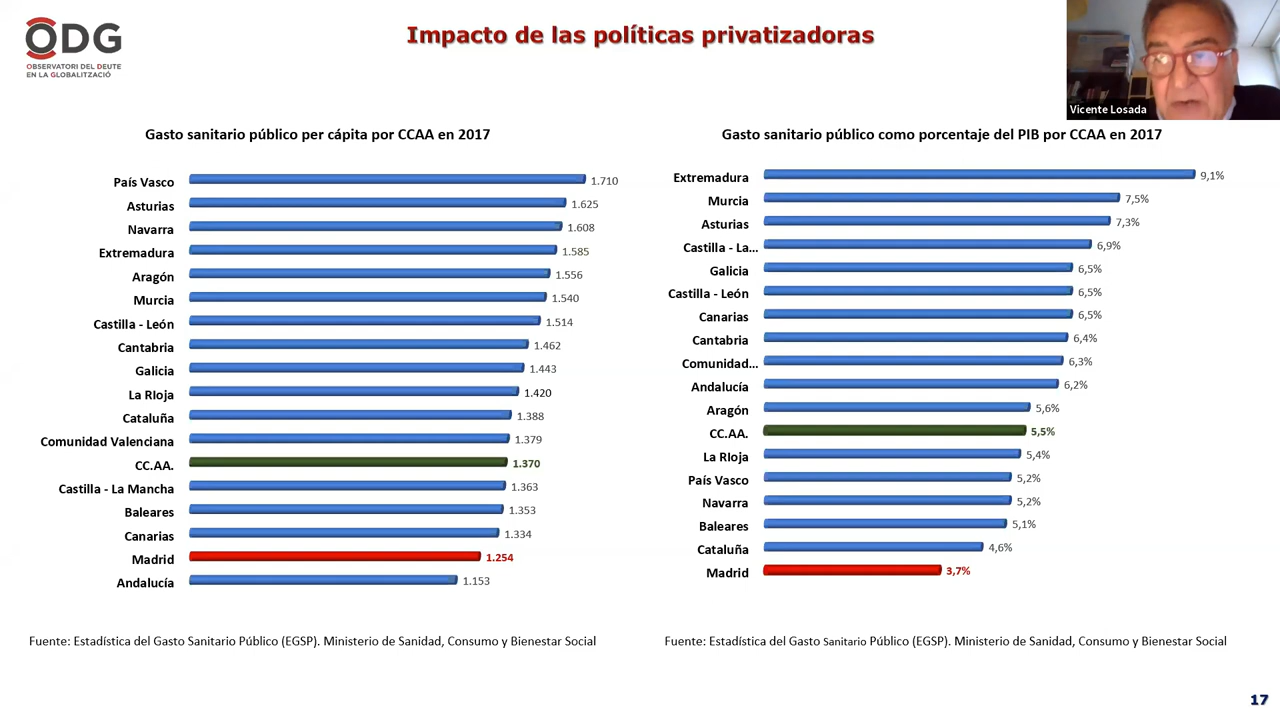 ODG
OBSERVATORI DEL DEUTE
EN LA GLOBALITZACIÓ
Impacto de las políticas privatizadoras
Vicente Losada
Gasto sanitario público per cápita por CCAA en 2017
País Vasco 1.710
Asturias 1.625
Navarra 1.608
Extremadura 1.585
Aragón 1.556
Murcia 1.540
Castilla - León 1.514
Cantabria 1.462
Galicia 1.443
La RIoja 1.420
Cataluña 1.388
Comunidad Valenciana 1.379
CC.AA. 1.370
Castilla - La Mancha 1.363
Baleares 1.353
Canarias 1.334
Madrid 1.254
Andalucía 1.153
Fuente: Estadística del Gasto Sanitario Público (EGSP). Ministerio de Sanidad, Consumo y Bienestar Social
Gasto sanitario público como porcentaje del PIB por CCAA en 2017
Extremadura 9,1%
Murcia 7,5%
Asturias 7,3%
Castilla - La... 6,9%
Galicia 6,5%
Castilla - León 6,5%
Canarias 6,5%
Cantabria 6,4%
Comunidad... 6,3%
Andalucía 6,2%
Aragón 5,6%
CC.AA. 5,5%
La RIoja 5,4%
País Vasco 5,2%
Navarra 5,2%
Baleares 5,1%
Cataluña 4,6%
Madrid 3,7%
Fuente: Estadística del Gasto Sanitario Público (EGSP). Ministerio de Sanidad, Consumo y Bienestar Social
17